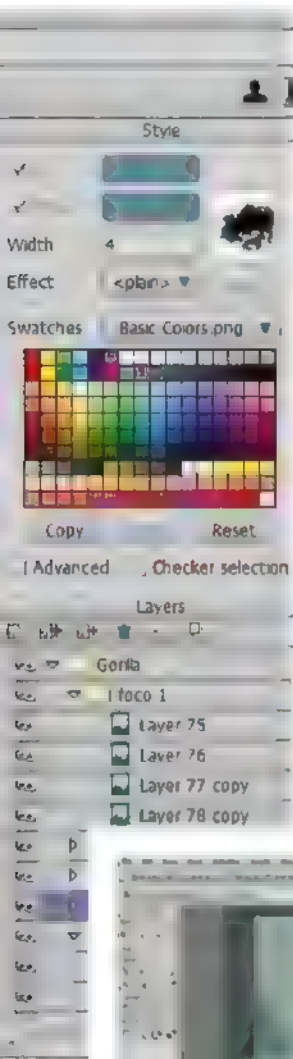 Style
Width 4
Effect <plain>
Swatches Basic Colors.png
Copy Reset
Advanced Checker selection
Layers
Gorilla
foco 1
Layer 75
Layer 76
Layer 77 copy
Layer 78 copy